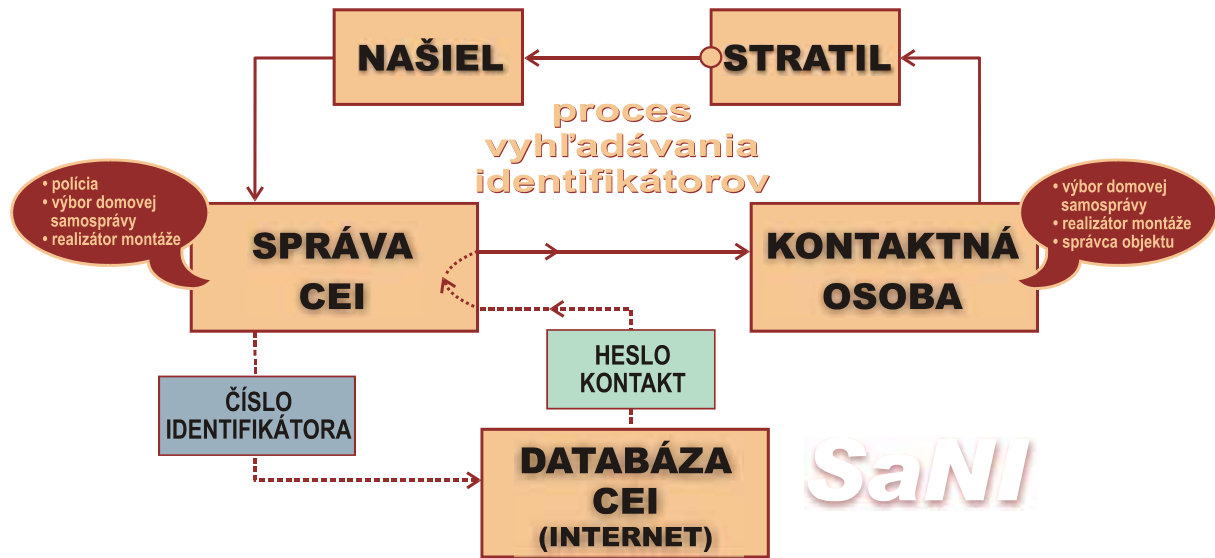 NAŠIEL
STRATIL
proces
vyhľadávania
identifikátorov
• polícia
• výbor domovej
samosprávy
• realizátor montáže
SPRÁVA
CEI
KONTAKTNÁ
OSOBA
• výbor domovej
samosprávy
• realizátor montáže
• správca objektu
HESLO
KONTAKT
ČÍSLO
IDENTIFIKÁTORA
DATABÁZA
CEI
(INTERNET)
SaNI